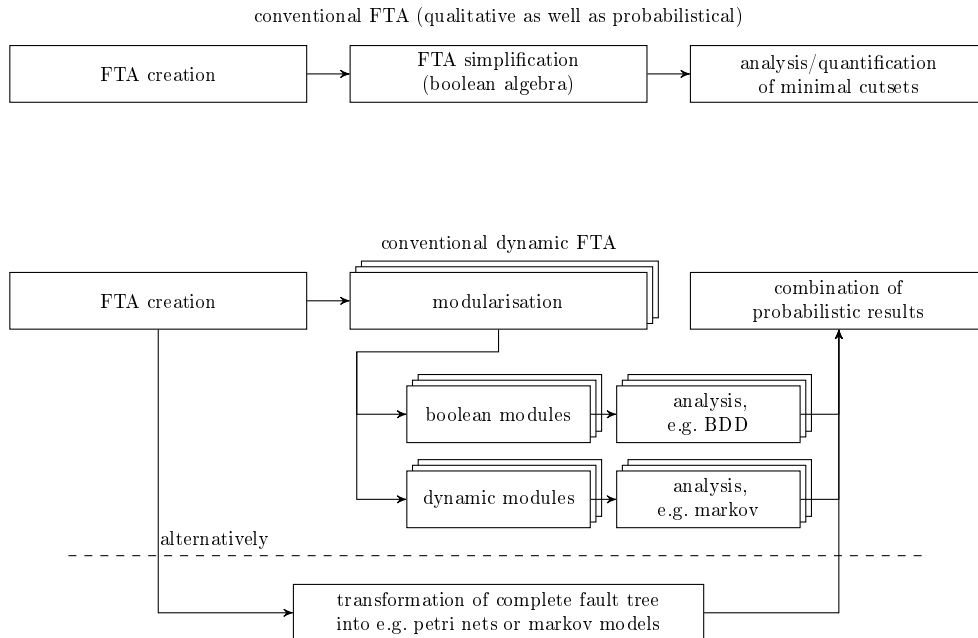 conventional FTA (qualitative as well as probabilistical)
FTA creation
FTA simplification
(boolean algebra)
analysis/quantification
of minimal cutsets
conventional dynamic FTA
FTA creation
modularisation
combination of
probabilistic results
boolean modules
analysis,
e.g. BDD
dynamic modules
analysis,
e.g. markov
alternatively
transformation of complete fault tree
into e.g. petri nets or markov models